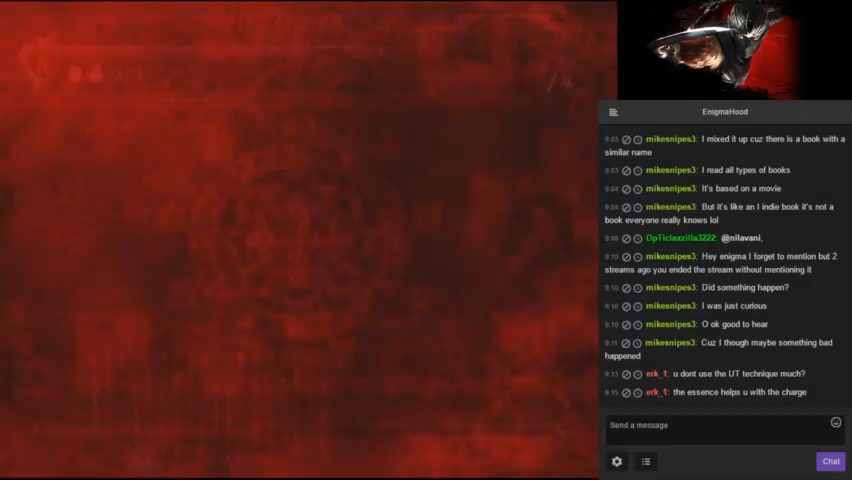 EnigmaHood
9:03 mikesnipes3: I mixed it up cuz there is a book with a
similar name
9:03 mikesnipes3: I read all types of books
9:04 mikesnipes3: It's based on a movie
9:04 mikesnipes3: But it's like an I indie book it's not a
book everyone really knows lol
OpTiclaxzilla3222: @nilavani,
mikesnipes3: Hey enigma I forget to mention but 2
streams ago you ended the stream without mentioning it
9:10 mikesnipes3: Did something happen?
9:10 mikesnipes3: I was just curious
9:10 mikesnipes3: O ok good to hear
9:11 mikesnipes3: Cuz I though maybe something bad
happened
9:13 erk_1: u dont use the UT technique much?
9:15 erk_1: the essence helps u with the charge
Send a message
Chat